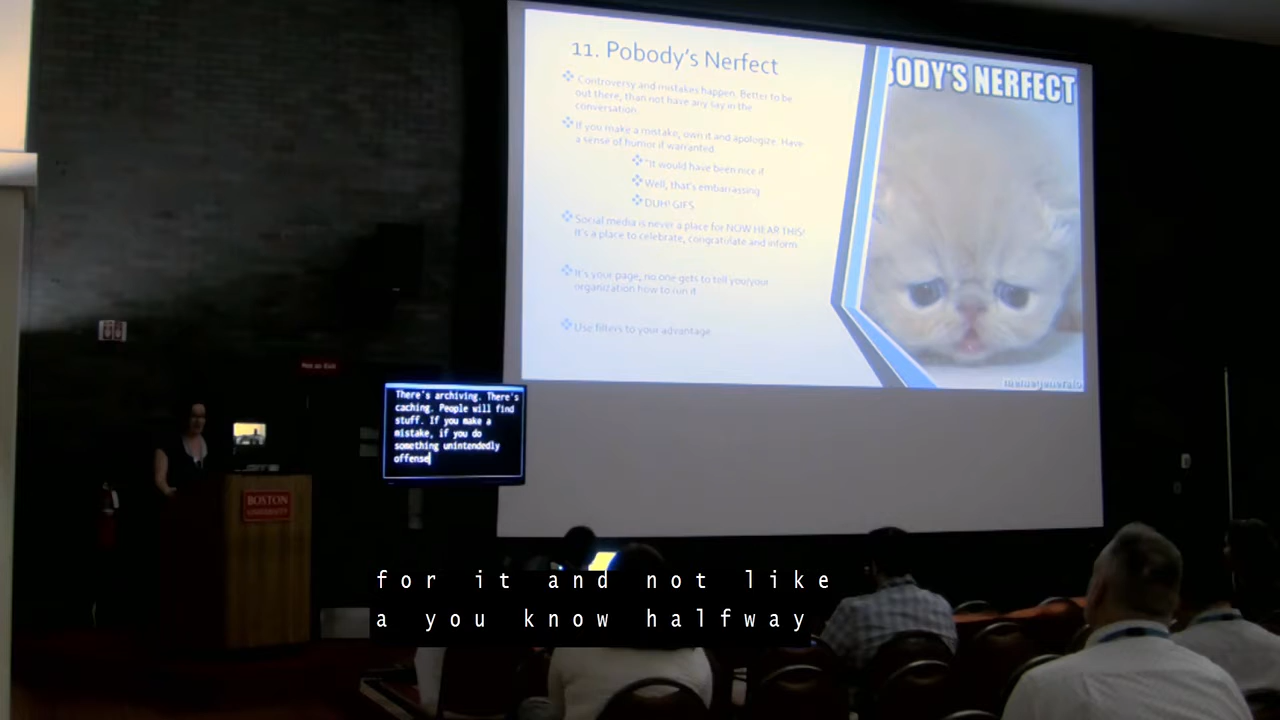 11. Pobody's Nerfect
Controversy and mistakes happen. Better to be
out there, than not have any say in the
conversation.
If you make a mistake, own it and apologize. Have
a sense of humor if warranted.
"It would have been nice if
Well, that's embarrassing
DUH! GIFS
Social media is never a place for NOW HEAR THIS!
It's a place to celebrate, congratulate and inform
It's your page, no one gets to tell you/your
organization how to run it
Use filters to your advantage
BODY'S NERFECT
memegenerato
Not an Exit
There's archiving. There's
caching. People will find
stuff. If you make a
mistake, if you do
something unintendedly
offense
BOSTON
UNIVERSITY
for it and not like
a you know halfway